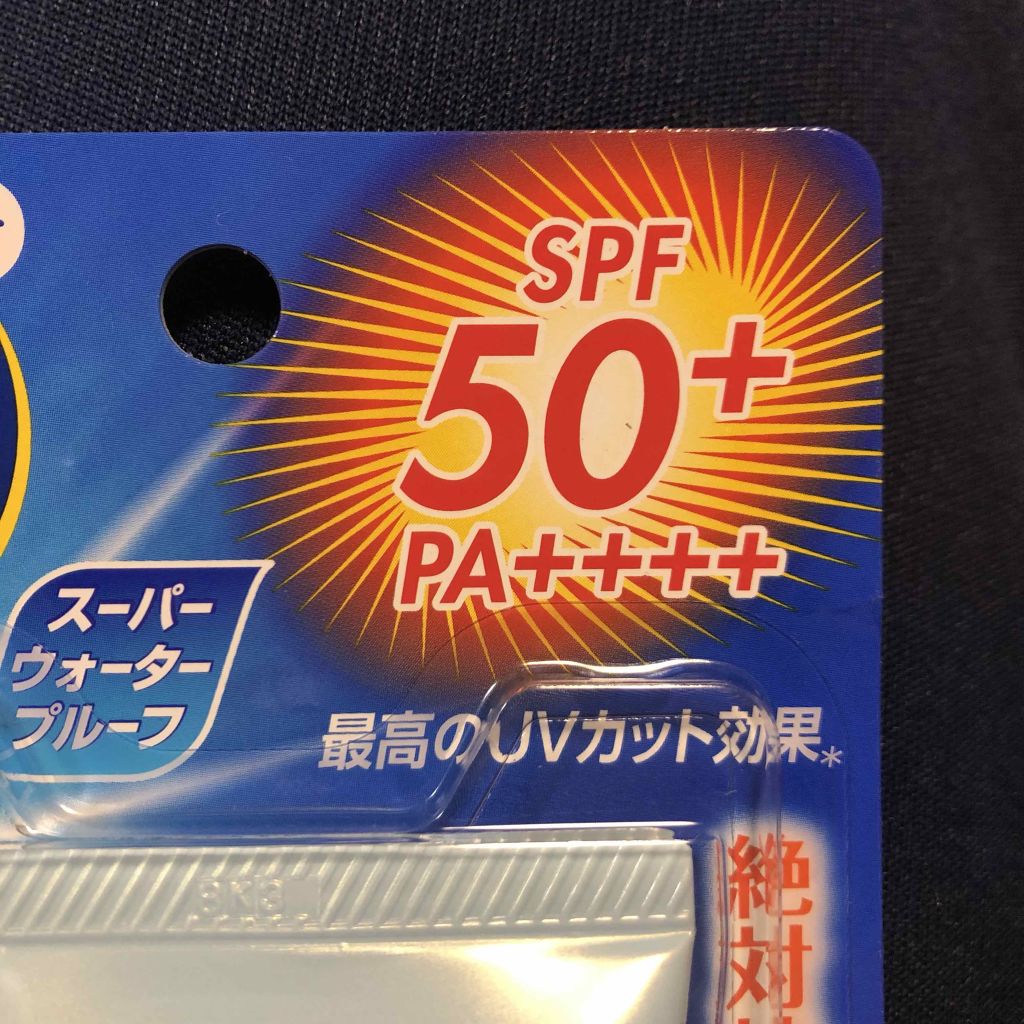 SPF
50+
PA++++
スーパー
ウォーター
プルーフ
最高のUVカット効果*
絶対